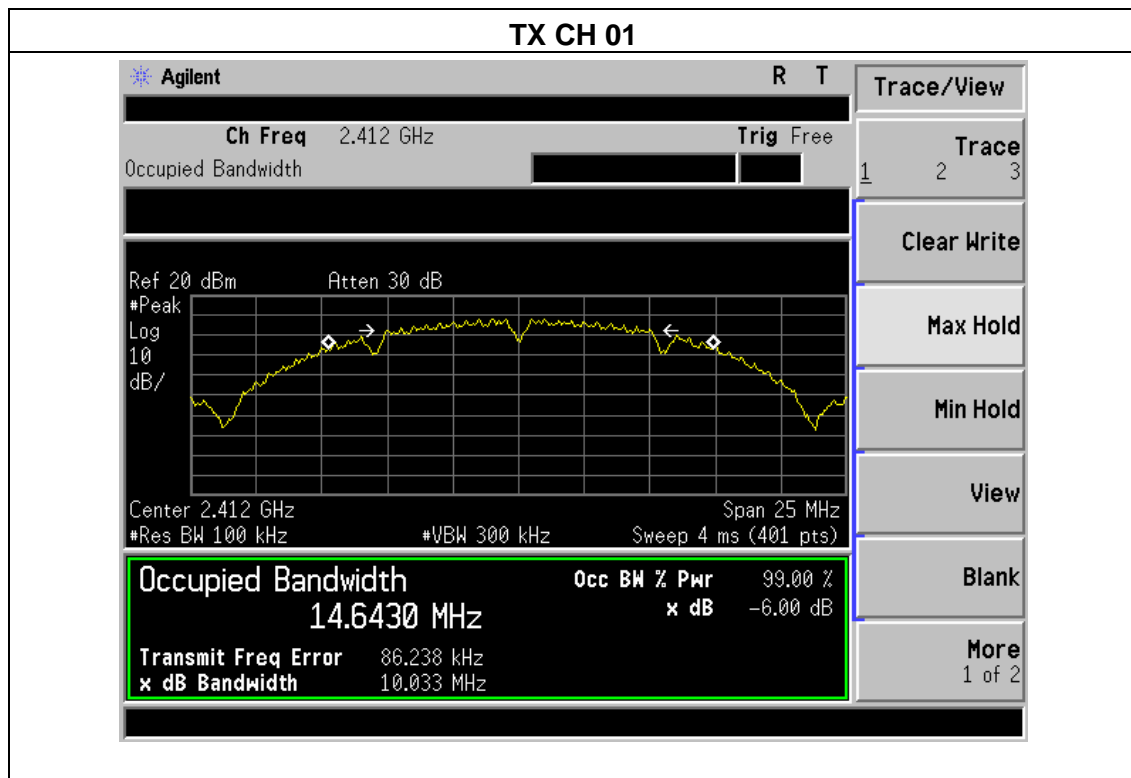 TX CH 01
Agilent R T
Trace/View
Ch Freq 2.412 GHz Trig Free
Occupied Bandwidth
Trace
1 2 3
Clear Write
Ref 20 dBm Atten 30 dB
#Peak
Log
10
dB/
Max Hold
Min Hold
View
Center 2.412 GHz Span 25 MHz
#Res BW 100 kHz #VBW 300 kHz Sweep 4 ms (401 pts)
Occupied Bandwidth Occ BW % Pwr 99.00 %
14.6430 MHz x dB -6.00 dB
Blank
Transmit Freq Error 86.238 kHz
x dB Bandwidth 10.033 MHz
More
1 of 2